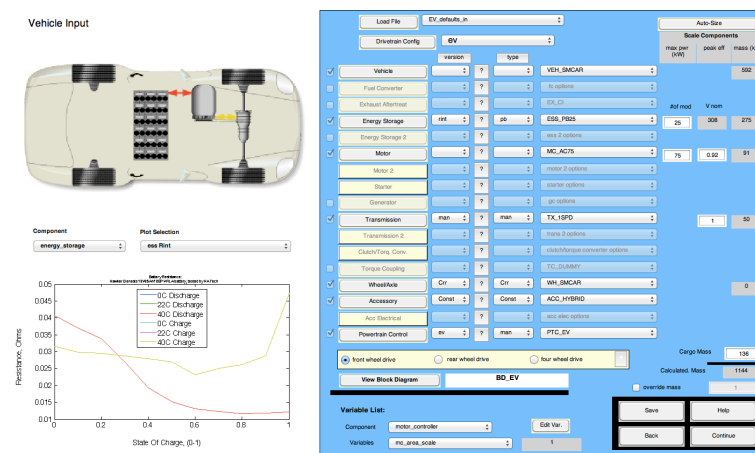 Vehicle Input
Component
Plot Selection
energy_storage
ess Rint
Battery Resistance:
0C Discharge
22C Discharge
40C Discharge
0C Charge
22C Charge
40C Charge
0.05
0.045
0.04
0.035
0.03
0.025
0.02
0.015
0.01
0
0.2
0.4
0.6
0.8
1
Resistance, Ohms
State Of Charge, (0-1)
Load File
EV_defaults_in
Auto-Size
Drivetrain Config
ev
Scale Components
max pwr (kW)
peak eff
mass (k
version
type
Vehicle ? VEH_SMCAR 592
Fuel Converter ? fc options
Exhaust Aftertreat ? EX_CI
#of mod V nom
Energy Storage rint ? pb ESS_PB25 25 308 275
Energy Storage 2 ? ess 2 options
Motor ? MC_AC75 75 0.92 91
Motor 2 ? motor 2 options
Starter ? starter options
Generator ? gc options
Transmission man ? man TX_1SPD 1 50
Transmission 2 ? trans 2 options
Clutch/Torq. Conv. ? clutch/torque converter options
Torque Coupling ? TC_DUMMY
Wheel/Axle Crr ? Crr WH_SMCAR 0
Accessory Const ? Const ACC_HYBRID
Acc Electrical ? acc elec options
Powertrain Control ev ? man PTC_EV
front wheel drive
rear wheel drive
four wheel drive
Cargo Mass 136
View Block Diagram
BD_EV
Calculated. Mass 1144
override mass 1
Variable List:
Component motor_controller Edit Var.
Variables mc_area_scale 1
Save
Help
Back
Continue